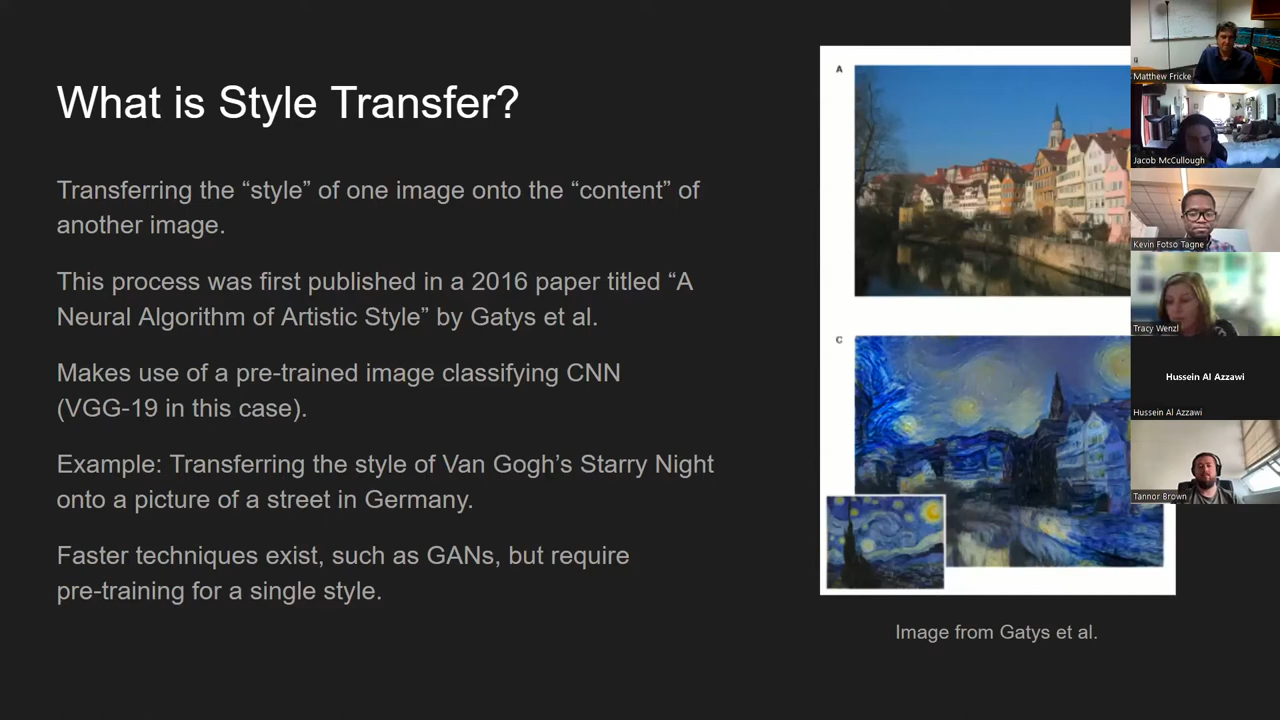 What is Style Transfer?
Transferring the “style” of one image onto the “content” of
another image.
This process was first published in a 2016 paper titled “A
Neural Algorithm of Artistic Style” by Gatys et al.
Makes use of a pre-trained image classifying CNN
(VGG-19 in this case).
Example: Transferring the style of Van Gogh’s Starry Night
onto a picture of a street in Germany.
Faster techniques exist, such as GANs, but require
pre-training for a single style.
A
C
Image from Gatys et al.
Matthew Fricke
Jacob McCullough
Kevin Fotso Tagne
Tracy Wenzl
Hussein Al Azzawi
Hussein Al Azzawi
Tannor Brown